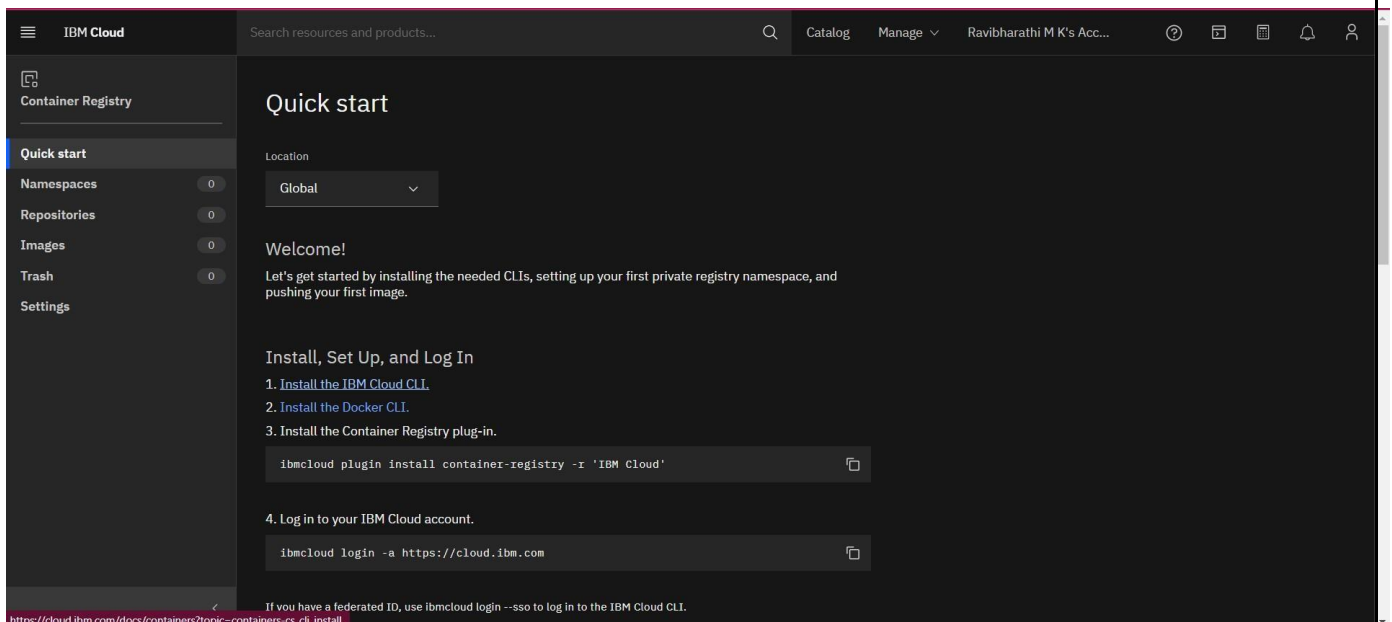 IBM Cloud
Search resources and products...
Catalog
Manage
Ravibharathi M K's Acc...
Container Registry
Quick start
Namespaces 0
Repositories 0
Images 0
Trash 0
Settings
Quick start
Location
Global
Welcome!
Let's get started by installing the needed CLIs, setting up your first private registry namespace, and
pushing your first image.
Install, Set Up, and Log In
1. Install the IBM Cloud CLI.
2. Install the Docker CLI.
3. Install the Container Registry plug-in.
ibmcloud plugin install container-registry -r 'IBM Cloud'
4. Log in to your IBM Cloud account.
ibmcloud login -a https://cloud.ibm.com
If you have a federated ID, use ibmcloud login --sso to log in to the IBM Cloud CLI.
https://cloud.ibm.com/docs/containers?topic=containers-cs_cli_install